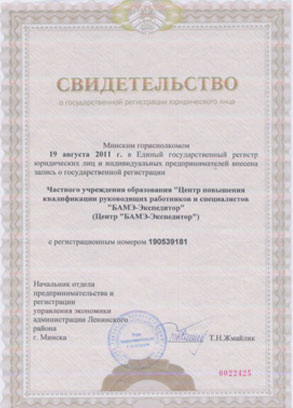 СВИДЕТЕЛЬСТВО
о государственной регистрации юридического лица
Минским горисполкомом
19 августа 2011 г. в Единый государственный регистр
юридических лиц и индивидуальных предпринимателей внесена
запись о государственной регистрации
Частного учреждения образования "Центр повышения
квалификации руководящих работников и специалистов
"БАМЭ-Экспедитор"
(Центр "БАМЭ-Экспедитор")
с регистрационным номером 190539181
Начальник отдела
предпринимательства и
регистрации
управления экономики
администрации Ленинского
района
г. Минска
Т.Н.Жмайлик
0022425